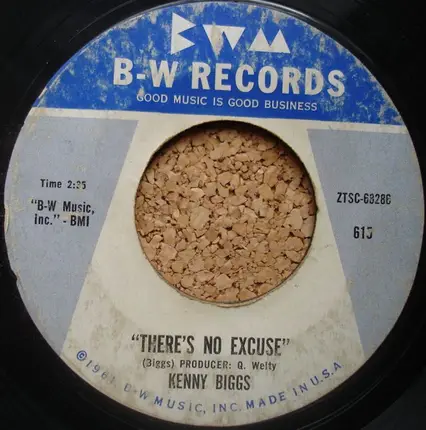 BWM
B-W RECORDS
GOOD MUSIC IS GOOD BUSINESS
Time 2:35
"B-W Music,
Inc." - BMI
ZTSC-68286
615
"THERE'S NO EXCUSE"
(Biggs) PRODUCER: Q. Welty
KENNY BIGGS
©1961 B-W MUSIC, INC. MADE IN U.S.A